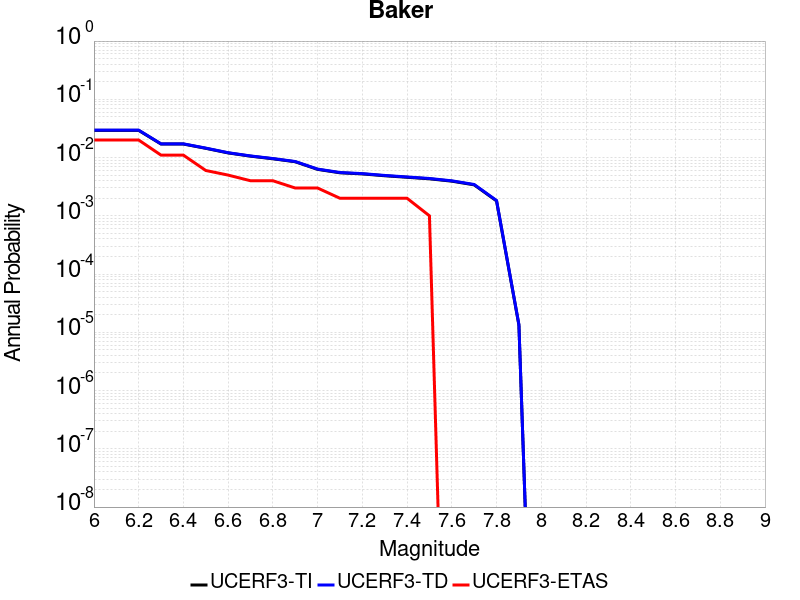 Baker
10^0
10^-1
10^-2
10^-3
10^-4
10^-5
10^-6
10^-7
10^-8
Annual Probability
6 6.2 6.4 6.6 6.8 7 7.2 7.4 7.6 7.8 8 8.2 8.4 8.6 8.8 9
Magnitude
UCERF3-TI UCERF3-TD UCERF3-ETAS